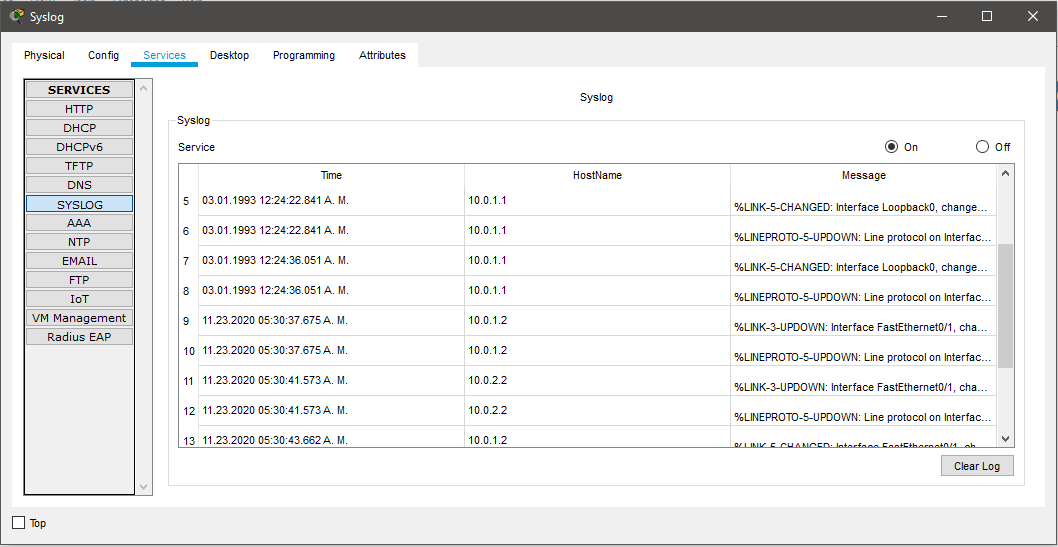 Syslog
Physical Config Services Desktop Programming Attributes
SERVICES
HTTP
DHCP
DHCPv6
TFTP
DNS
SYSLOG
AAA
NTP
EMAIL
FTP
IoT
VM Management
Radius EAP
Syslog
Syslog
Service On Off
Time HostName Message
5 03.01.1993 12:24:22.841 A. M. 10.0.1.1 %LINK-5-CHANGED: Interface Loopback0, change...
6 03.01.1993 12:24:22.841 A. M. 10.0.1.1 %LINEPROTO-5-UPDOWN: Line protocol on Interfac...
7 03.01.1993 12:24:36.051 A. M. 10.0.1.1 %LINK-5-CHANGED: Interface Loopback0, change...
8 03.01.1993 12:24:36.051 A. M. 10.0.1.1 %LINEPROTO-5-UPDOWN: Line protocol on Interfac...
9 11.23.2020 05:30:37.675 A. M. 10.0.1.2 %LINK-3-UPDOWN: Interface FastEthernet0/1, cha...
10 11.23.2020 05:30:37.675 A. M. 10.0.1.2 %LINEPROTO-5-UPDOWN: Line protocol on Interfac...
11 11.23.2020 05:30:41.573 A. M. 10.0.2.2 %LINK-3-UPDOWN: Interface FastEthernet0/1, cha...
12 11.23.2020 05:30:41.573 A. M. 10.0.2.2 %LINEPROTO-5-UPDOWN: Line protocol on Interfac...
13 11.23.2020 05:30:43.662 A. M. 10.0.1.2 %LINK-5-CHANGED: Interface FastEthernet0/1, ch...
Clear Log
Top